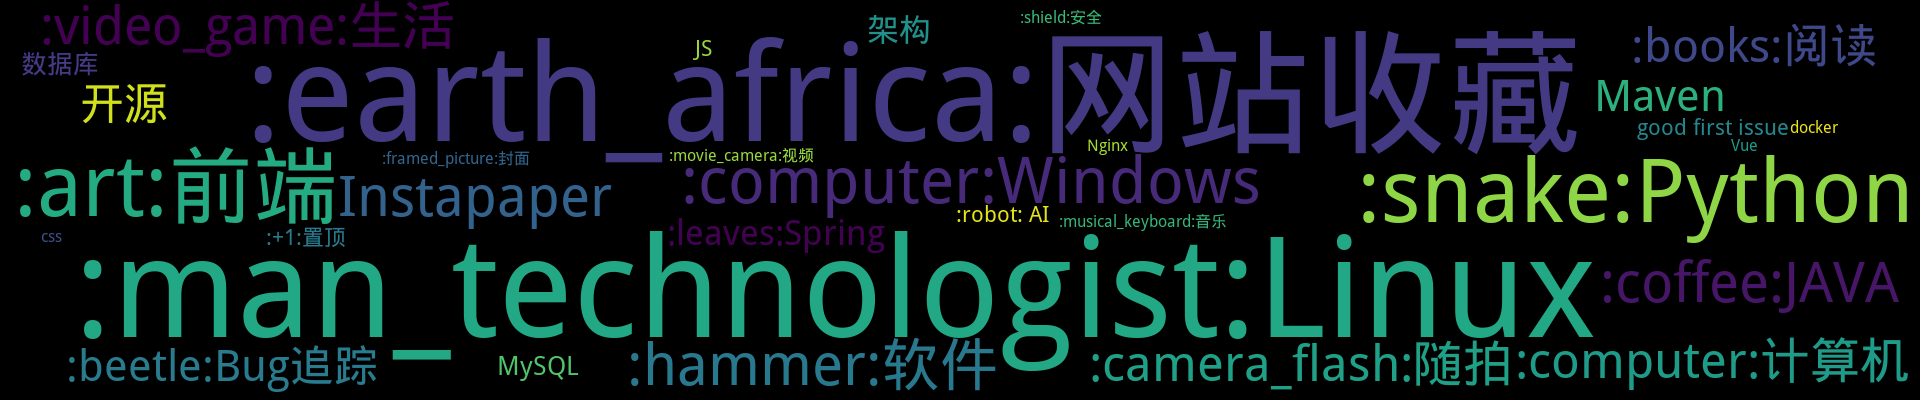 :video_game:生活
架构
:shield:安全
:books:阅读
数据库
JS
:earth_africa:网站收藏
开源
Maven
good first issue
docker
Nginx
Vue
:framed_picture:封面
:movie_camera:视频
:art:前端
Instapaper
:computer:Windows
:snake:Python
:robot: AI
:musical_keyboard:音乐
css
:+1:置顶
:leaves:Spring
:man_technologist:Linux
:coffee:JAVA
:beetle:Bug追踪
MySQL
:hammer:软件
:camera_flash:随拍
:computer:计算机